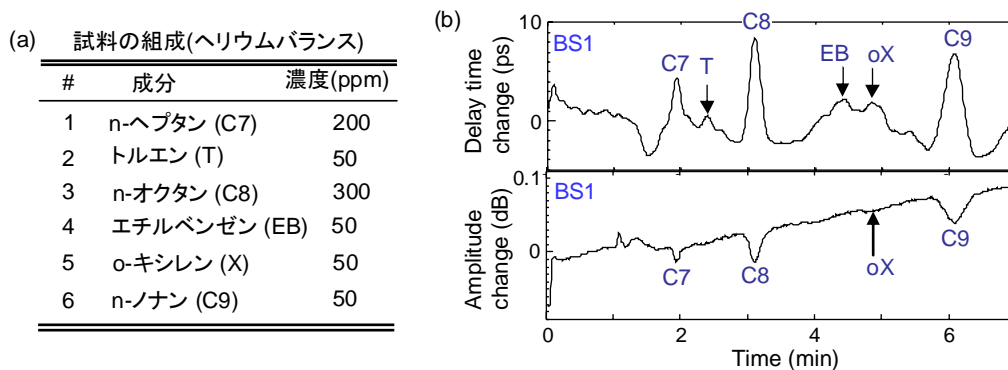 (a)
試料の組成(ヘリウムバランス)
# 成分 濃度(ppm)
1 n-ヘプタン (C7) 200
2 トルエン (T) 50
3 n-オクタン (C8) 300
4 エチルベンゼン (EB) 50
5 o-キシレン (X) 50
6 n-ノナン (C9) 50
(b)
Delay time
change (ps)
10
0
BS1
C7
T
C8
EB
oX
C9
Amplitude
change (dB)
0.1
0
BS1
C7
C8
oX
C9
0 2 4 6
Time (min)